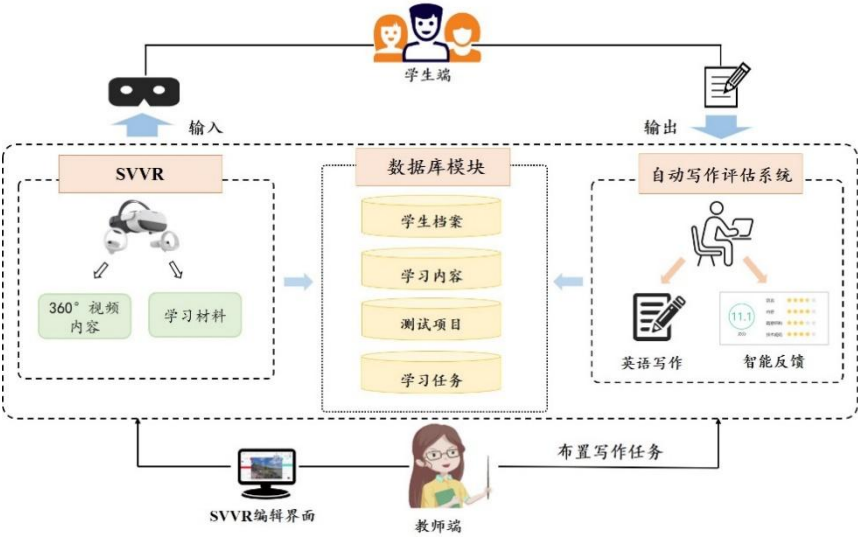 学生端
输入
输出
SVVR
数据库模块
自动写作评估系统
学生档案
学习内容
测试项目
学习任务
360°视频
内容
学习材料
11.1
英语写作
智能反馈
布置写作任务
SVVR编辑界面
教师端